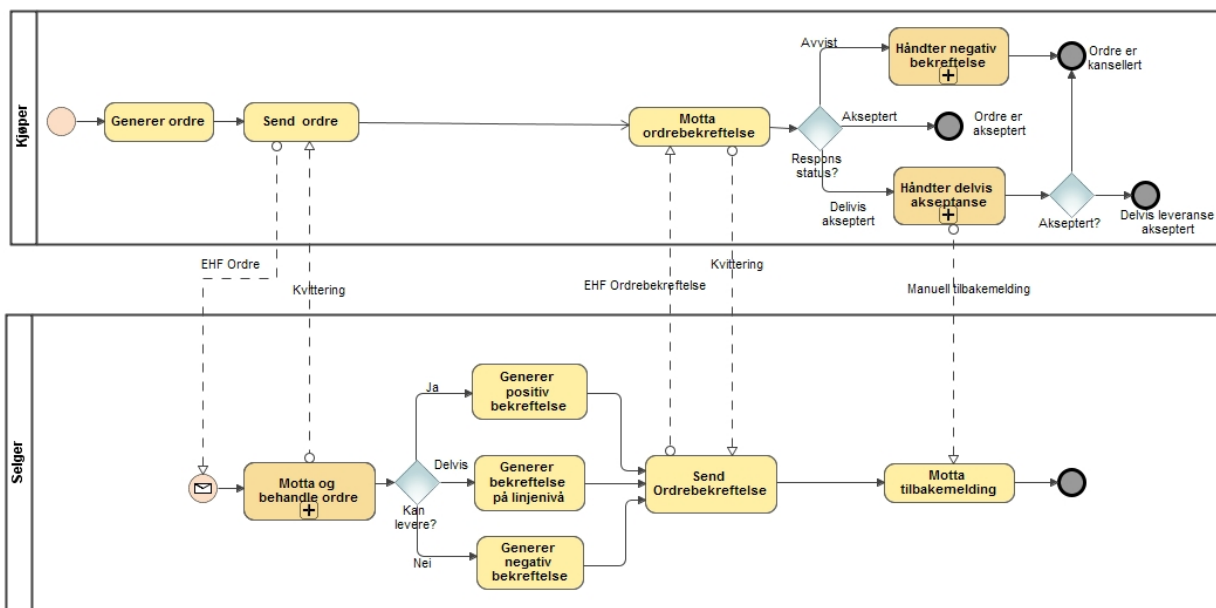 Kjøper
Generer ordre
Send ordre
Motta
ordrebekreftelse
Respons
status?
Avvist
Håndter negativ
bekreftelse
Ordre er
kansellert
Akseptert
Ordre er
akseptert
Delivis
akseptert
Håndter delvis
akseptanse
Akseptert?
Delvis leveranse
akseptert
EHF Ordre
Kvittering
EHF Ordrebekreftelse
Kvittering
Manuell tilbakemelding
Selger
Motta og
behandle ordre
Kan
levere?
Ja
Generer
positiv
bekreftelse
Delvis
Generer
bekreftelse
på linjenivå
Nei
Generer
negativ
bekreftelse
Send
Ordrebekreftelse
Motta
tilbakemelding